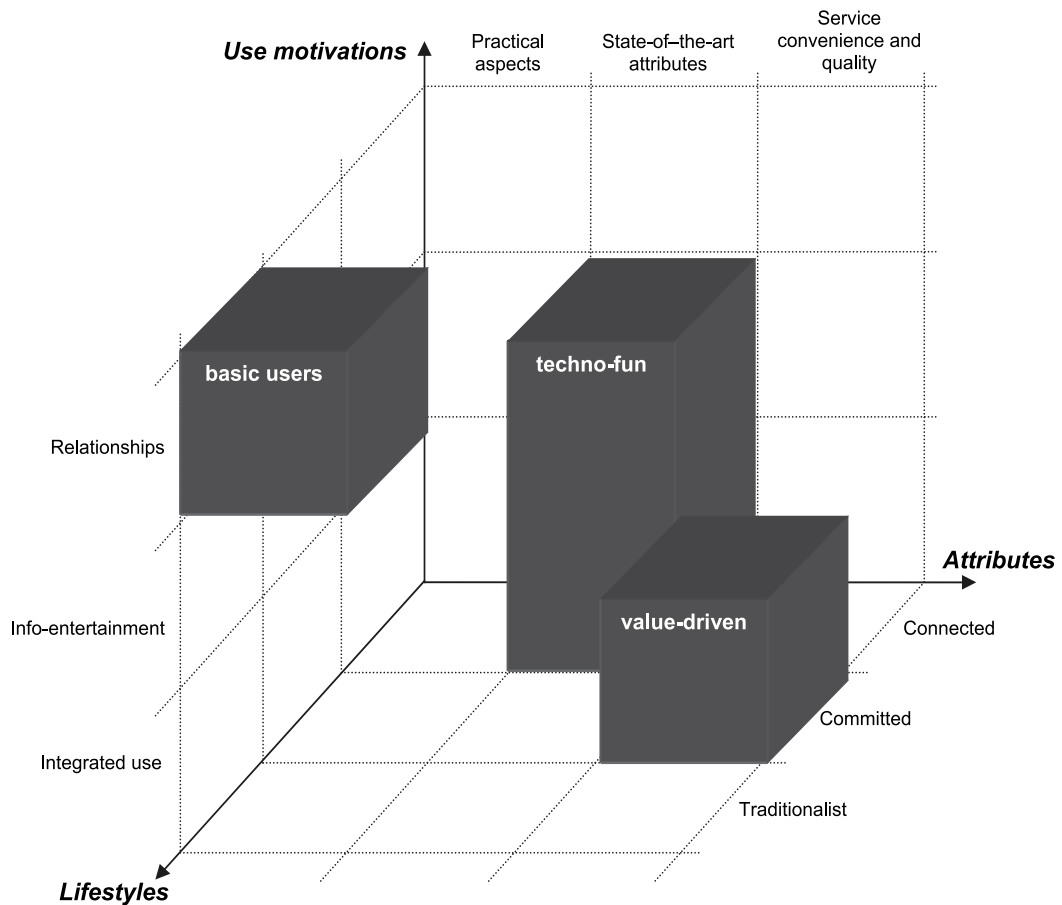 Use motivations
Practical
aspects
State-of–the-art
attributes
Service
convenience and
quality
basic users
techno-fun
Relationships
Attributes
value-driven
Info-entertainment
Connected
Committed
Integrated use
Traditionalist
Lifestyles